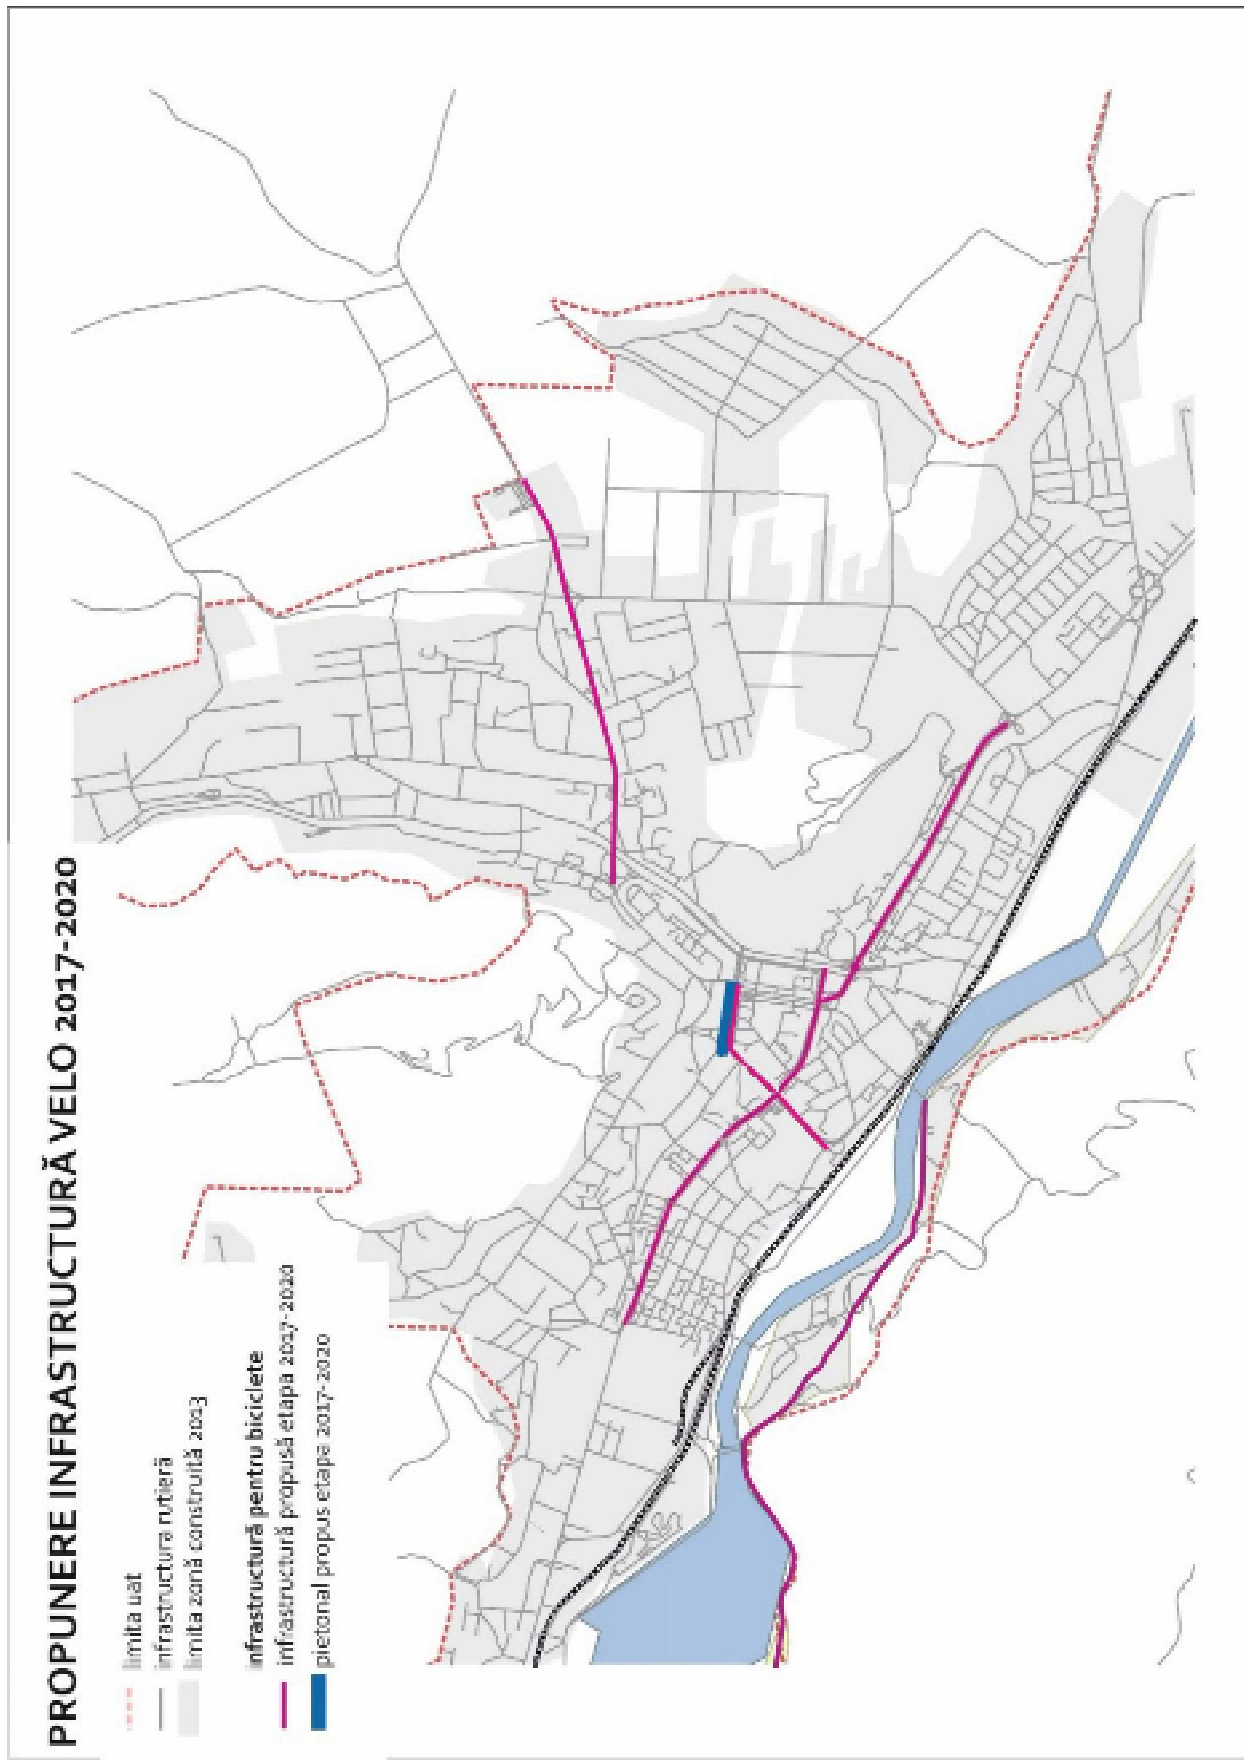 PROPUNERE INFRASTRUCTURĂ VELO 2017-2020
limita uat
infrastructura rutieră
limita zonă construită 2013
infrastructură pentru biciclete
infrastructură propusă etapa 2017-2020
pietonal propus etapa 2017-2020